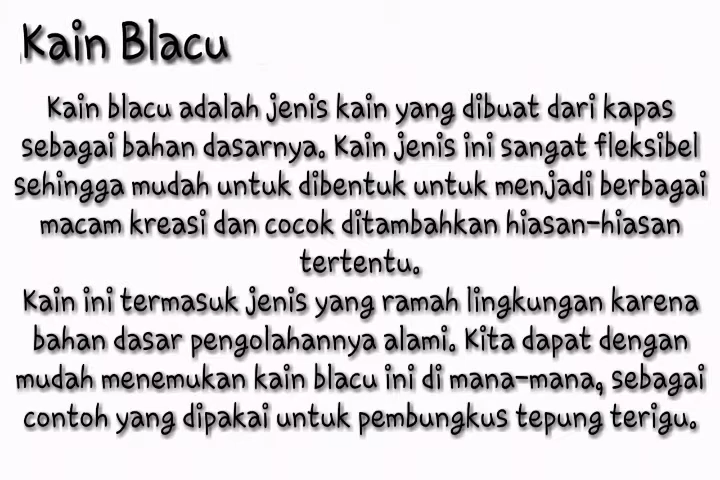 Kain Blacu
Kain blacu adalah jenis kain yang dibuat dari kapas
sebagai bahan dasarnya. Kain jenis ini sangat fleksibel
sehingga mudah untuk dibentuk untuk menjadi berbagai
macam kreasi dan cocok ditambahkan hiasan-hiasan
tertentu.
Kain ini termasuk jenis yang ramah lingkungan karena
bahan dasar pengolahannya alami. Kita dapat dengan
mudah menemukan kain blacu ini di mana-mana, sebagai
contoh yang dipakai untuk pembungkus tepung terigu.